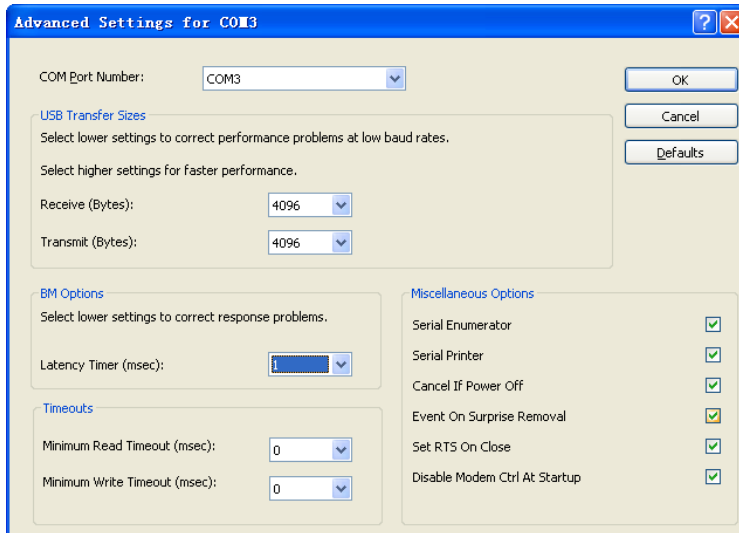 Advanced Settings for COM3
COM Port Number: COM3
OK
USB Transfer Sizes
Cancel
Select lower settings to correct performance problems at low baud rates.
Defaults
Select higher settings for faster performance.
Receive (Bytes): 4096
Transmit (Bytes): 4096
BM Options
Select lower settings to correct response problems.
Latency Timer (msec): 1
Timeouts
Minimum Read Timeout (msec): 0
Minimum Write Timeout (msec): 0
Miscellaneous Options
Serial Enumerator
Serial Printer
Cancel If Power Off
Event On Surprise Removal
Set RTS On Close
Disable Modem Ctrl At Startup